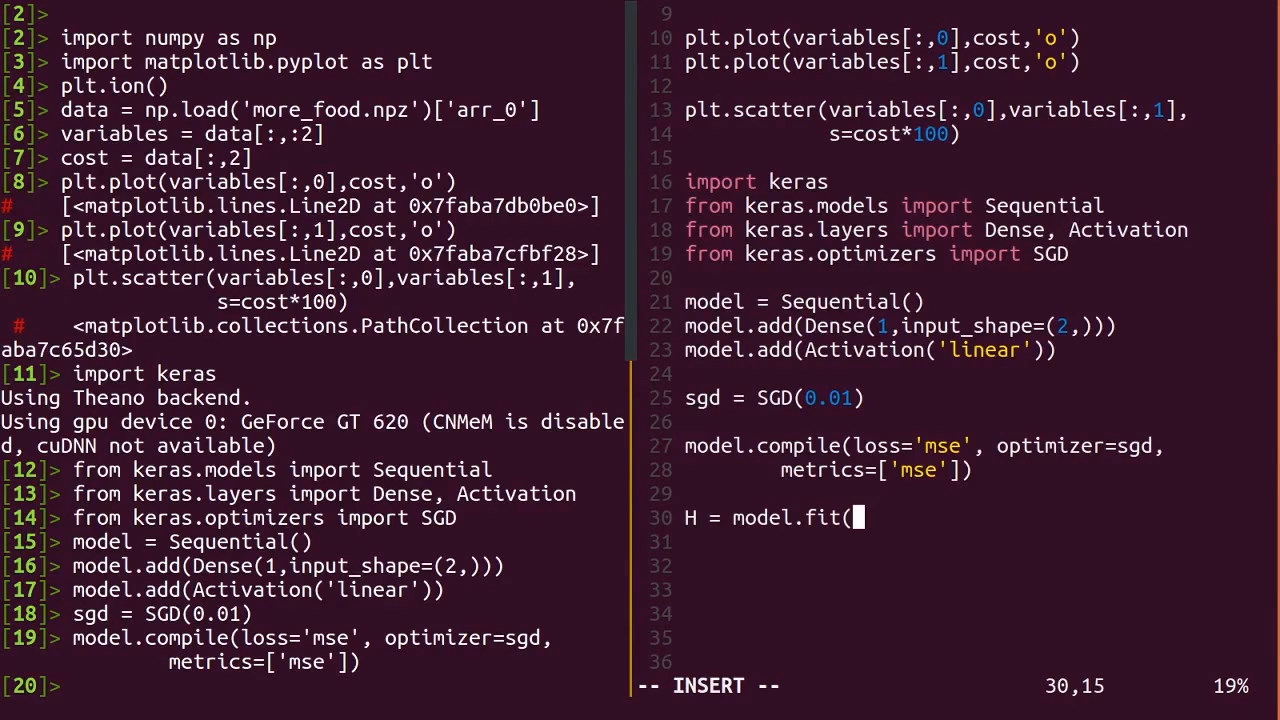 [2]>
[2]> import numpy as np
[3]> import matplotlib.pyplot as plt
[4]> plt.ion()
[5]> data = np.load('more_food.npz')['arr_0']
[6]> variables = data[:,:2]
[7]> cost = data[:,2]
[8]> plt.plot(variables[:,0],cost,'o')
#    [<matplotlib.lines.Line2D at 0x7faba7db0be0>]
[9]> plt.plot(variables[:,1],cost,'o')
#    [<matplotlib.lines.Line2D at 0x7faba7cfbf28>]
[10]> plt.scatter(variables[:,0],variables[:,1],
                  s=cost*100)
 #    <matplotlib.collections.PathCollection at 0x7f
aba7c65d30>
[11]> import keras
Using Theano backend.
Using gpu device 0: GeForce GT 620 (CNMeM is disable
d, cuDNN not available)
[12]> from keras.models import Sequential
[13]> from keras.layers import Dense, Activation
[14]> from keras.optimizers import SGD
[15]> model = Sequential()
[16]> model.add(Dense(1,input_shape=(2,)))
[17]> model.add(Activation('linear'))
[18]> sgd = SGD(0.01)
[19]> model.compile(loss='mse', optimizer=sgd,
              metrics=['mse'])
[20]>
9
10 plt.plot(variables[:,0],cost,'o')
11 plt.plot(variables[:,1],cost,'o')
12
13 plt.scatter(variables[:,0],variables[:,1],
14             s=cost*100)
15
16 import keras
17 from keras.models import Sequential
18 from keras.layers import Dense, Activation
19 from keras.optimizers import SGD
20
21 model = Sequential()
22 model.add(Dense(1,input_shape=(2,)))
23 model.add(Activation('linear'))
24
25 sgd = SGD(0.01)
26
27 model.compile(loss='mse', optimizer=sgd,
28         metrics=['mse'])
29
30 H = model.fit(
31
32
33
34
35
36
-- INSERT -- 30,15 19%